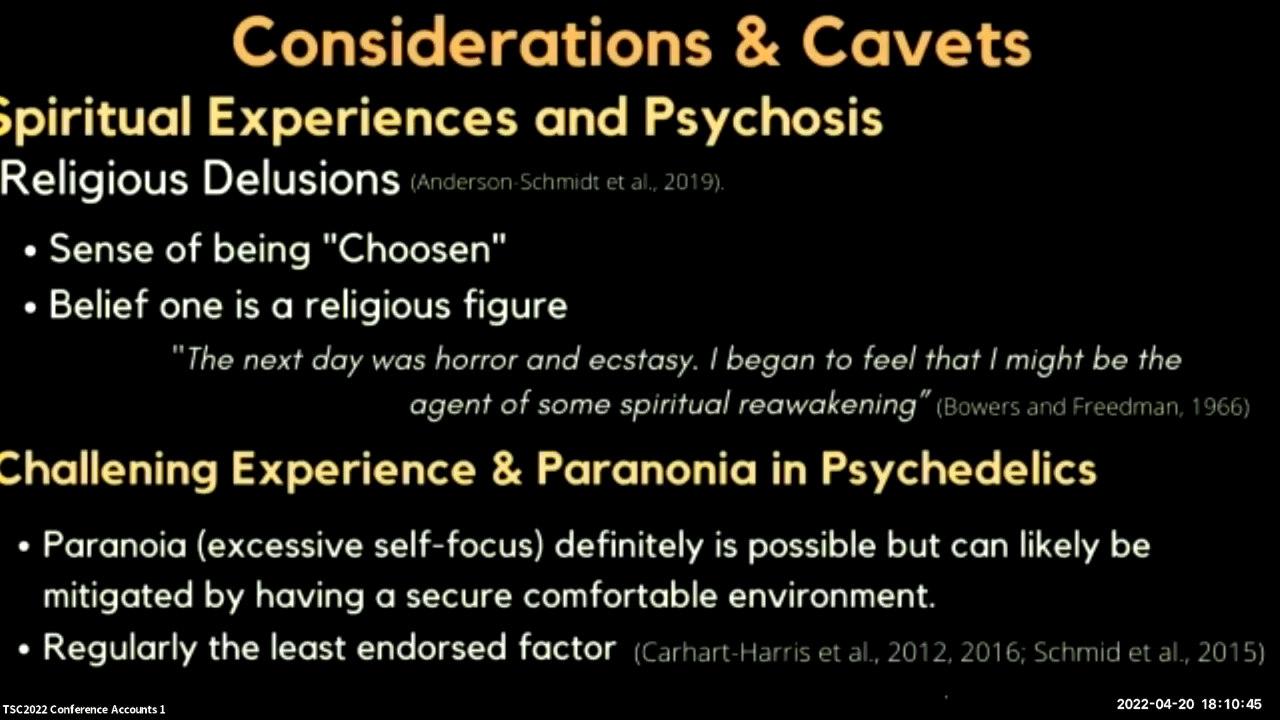 Considerations & Cavets
Spiritual Experiences and Psychosis
Religious Delusions (Anderson-Schmidt et al., 2019).
• Sense of being "Choosen"
• Belief one is a religious figure
"The next day was horror and ecstasy. I began to feel that I might be the
agent of some spiritual reawakening” (Bowers and Freedman, 1966)
Challening Experience & Paranonia in Psychedelics
• Paranoia (excessive self-focus) definitely is possible but can likely be
mitigated by having a secure comfortable environment.
• Regularly the least endorsed factor (Carhart-Harris et al., 2012, 2016; Schmid et al., 2015)
TSC2022 Conference Accounts 1
2022-04-20 18:10:45